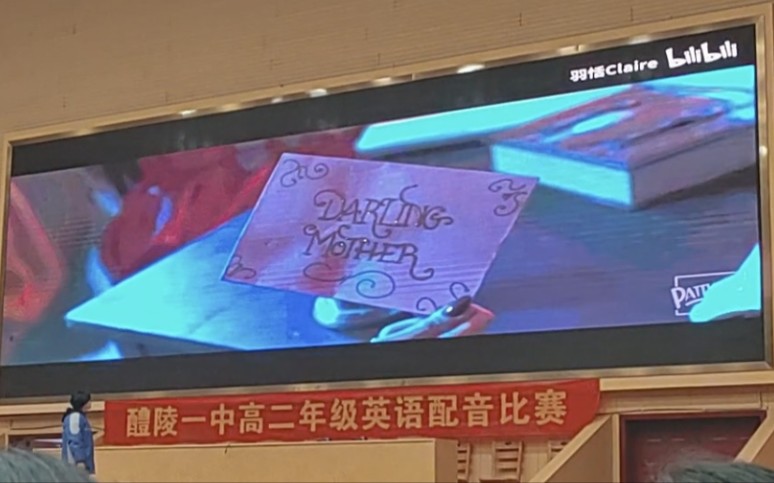 羽恬Claire bilibili
DARLING
MOTHER
醴陵一中高二年级英语配音比赛